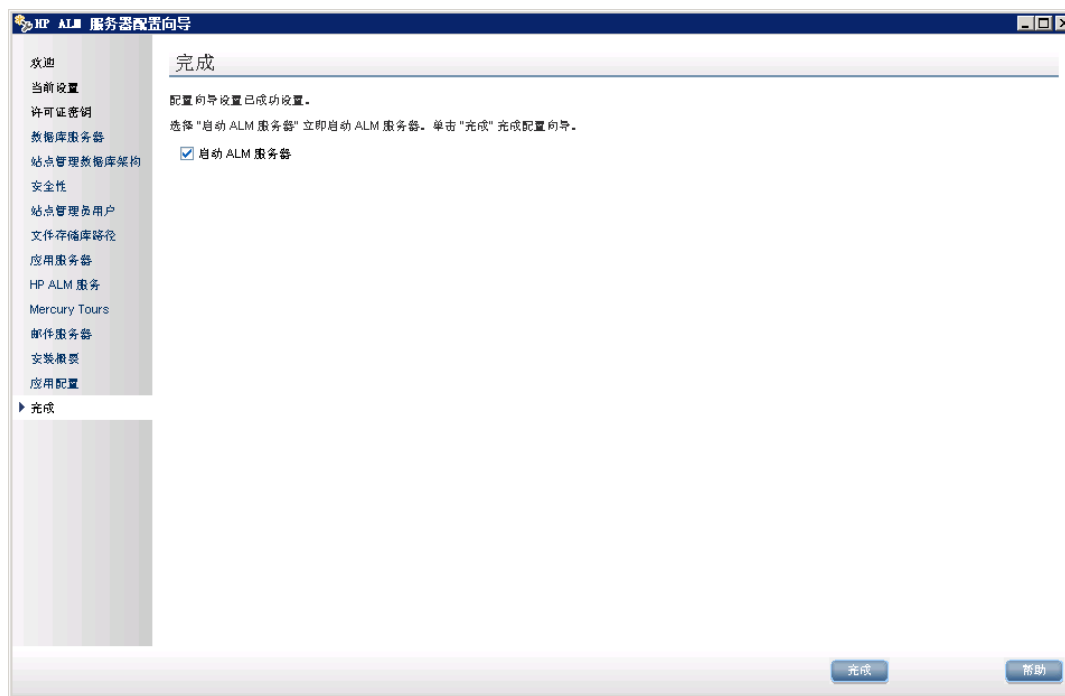 HP ALM 服务器配置向导
欢迎
当前设置
许可证密钥
数据库服务器
站点管理数据库架构
安全性
站点管理员用户
文件存储库路径
应用服务器
HP ALM 服务
Mercury Tours
邮件服务器
安装概要
应用配置
完成
完成
配置向导设置已成功设置。
选择 "启动 ALM 服务器" 立即启动 ALM 服务器。单击 "完成" 完成配置向导。
启动 ALM 服务器
完成
帮助